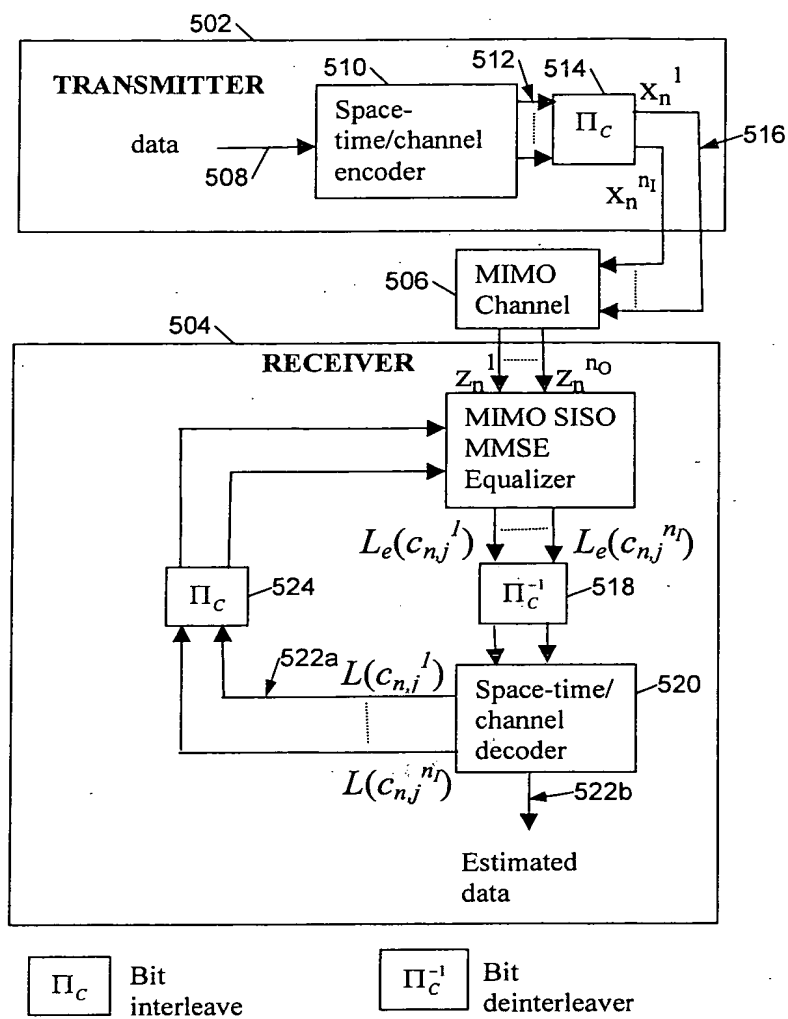 502
TRANSMITTER
510
512
514
Space-
time/channel
encoder
data
508
Π_C
X_n^1
516
X_n^{n_I}
506
MIMO
Channel
504
RECEIVER
Z_n^1
Z_n^{n_O}
MIMO SISO
MMSE
Equalizer
L_e(c_{n,j}^1)
L_e(c_{n,j}^{n_I})
Π_C
524
Π_C^{-1}
518
522a
L(c_{n,j}^1)
Space-time/
channel
decoder
520
L(c_{n,j}^{n_I})
522b
Estimated
data
Π_C
Bit
interleave
Π_C^{-1}
Bit
deinterleaver